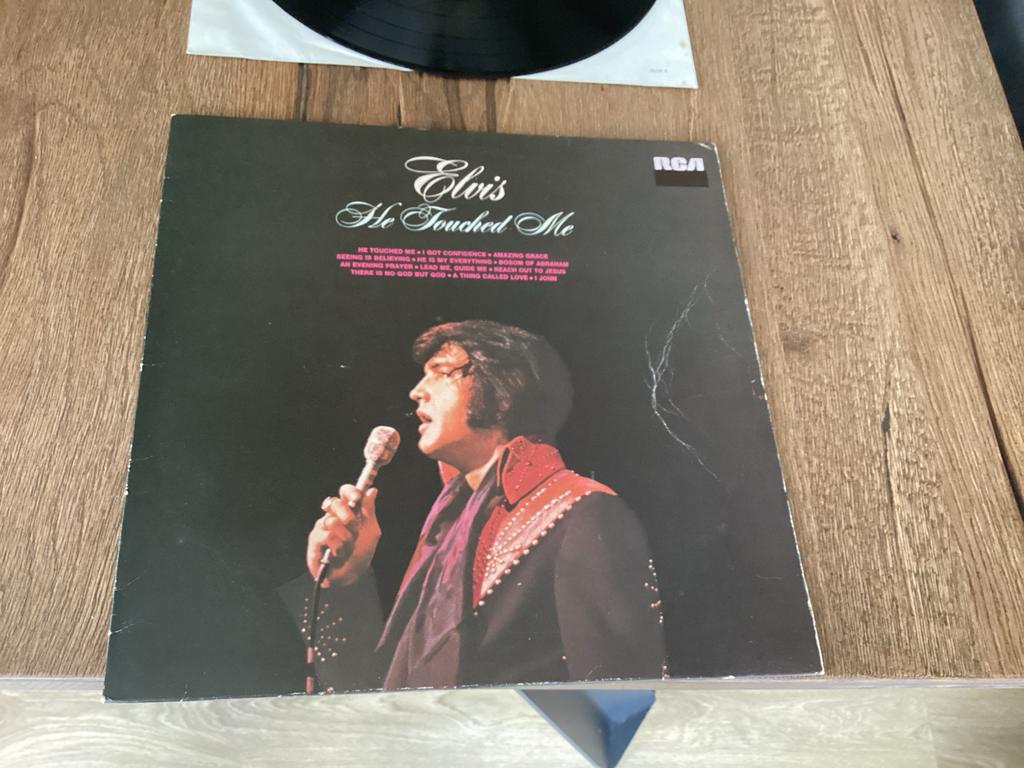 RCA
Elvis
He Touched Me
HE TOUCHED ME • I GOT CONFIDENCE • AMAZING GRACE
SEEING IS BELIEVING • HE IS MY EVERYTHING • BOSOM OF ABRAHAM
AN EVENING PRAYER • LEAD ME, GUIDE ME • REACH OUT TO JESUS
THERE IS NO GOD BUT GOD • A THING CALLED LOVE • I JOHN